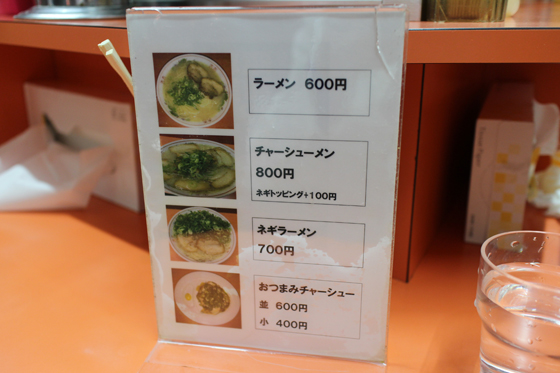 ラーメン 600円
チャーシューメン
800円
ネギトッピング+100円
ネギラーメン
700円
おつまみチャーシュー
並 600円
小 400円